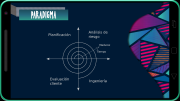 PARADIGMA
Planificación
Análisis de
riesgo
Evaluación
cliente
Ingeniería